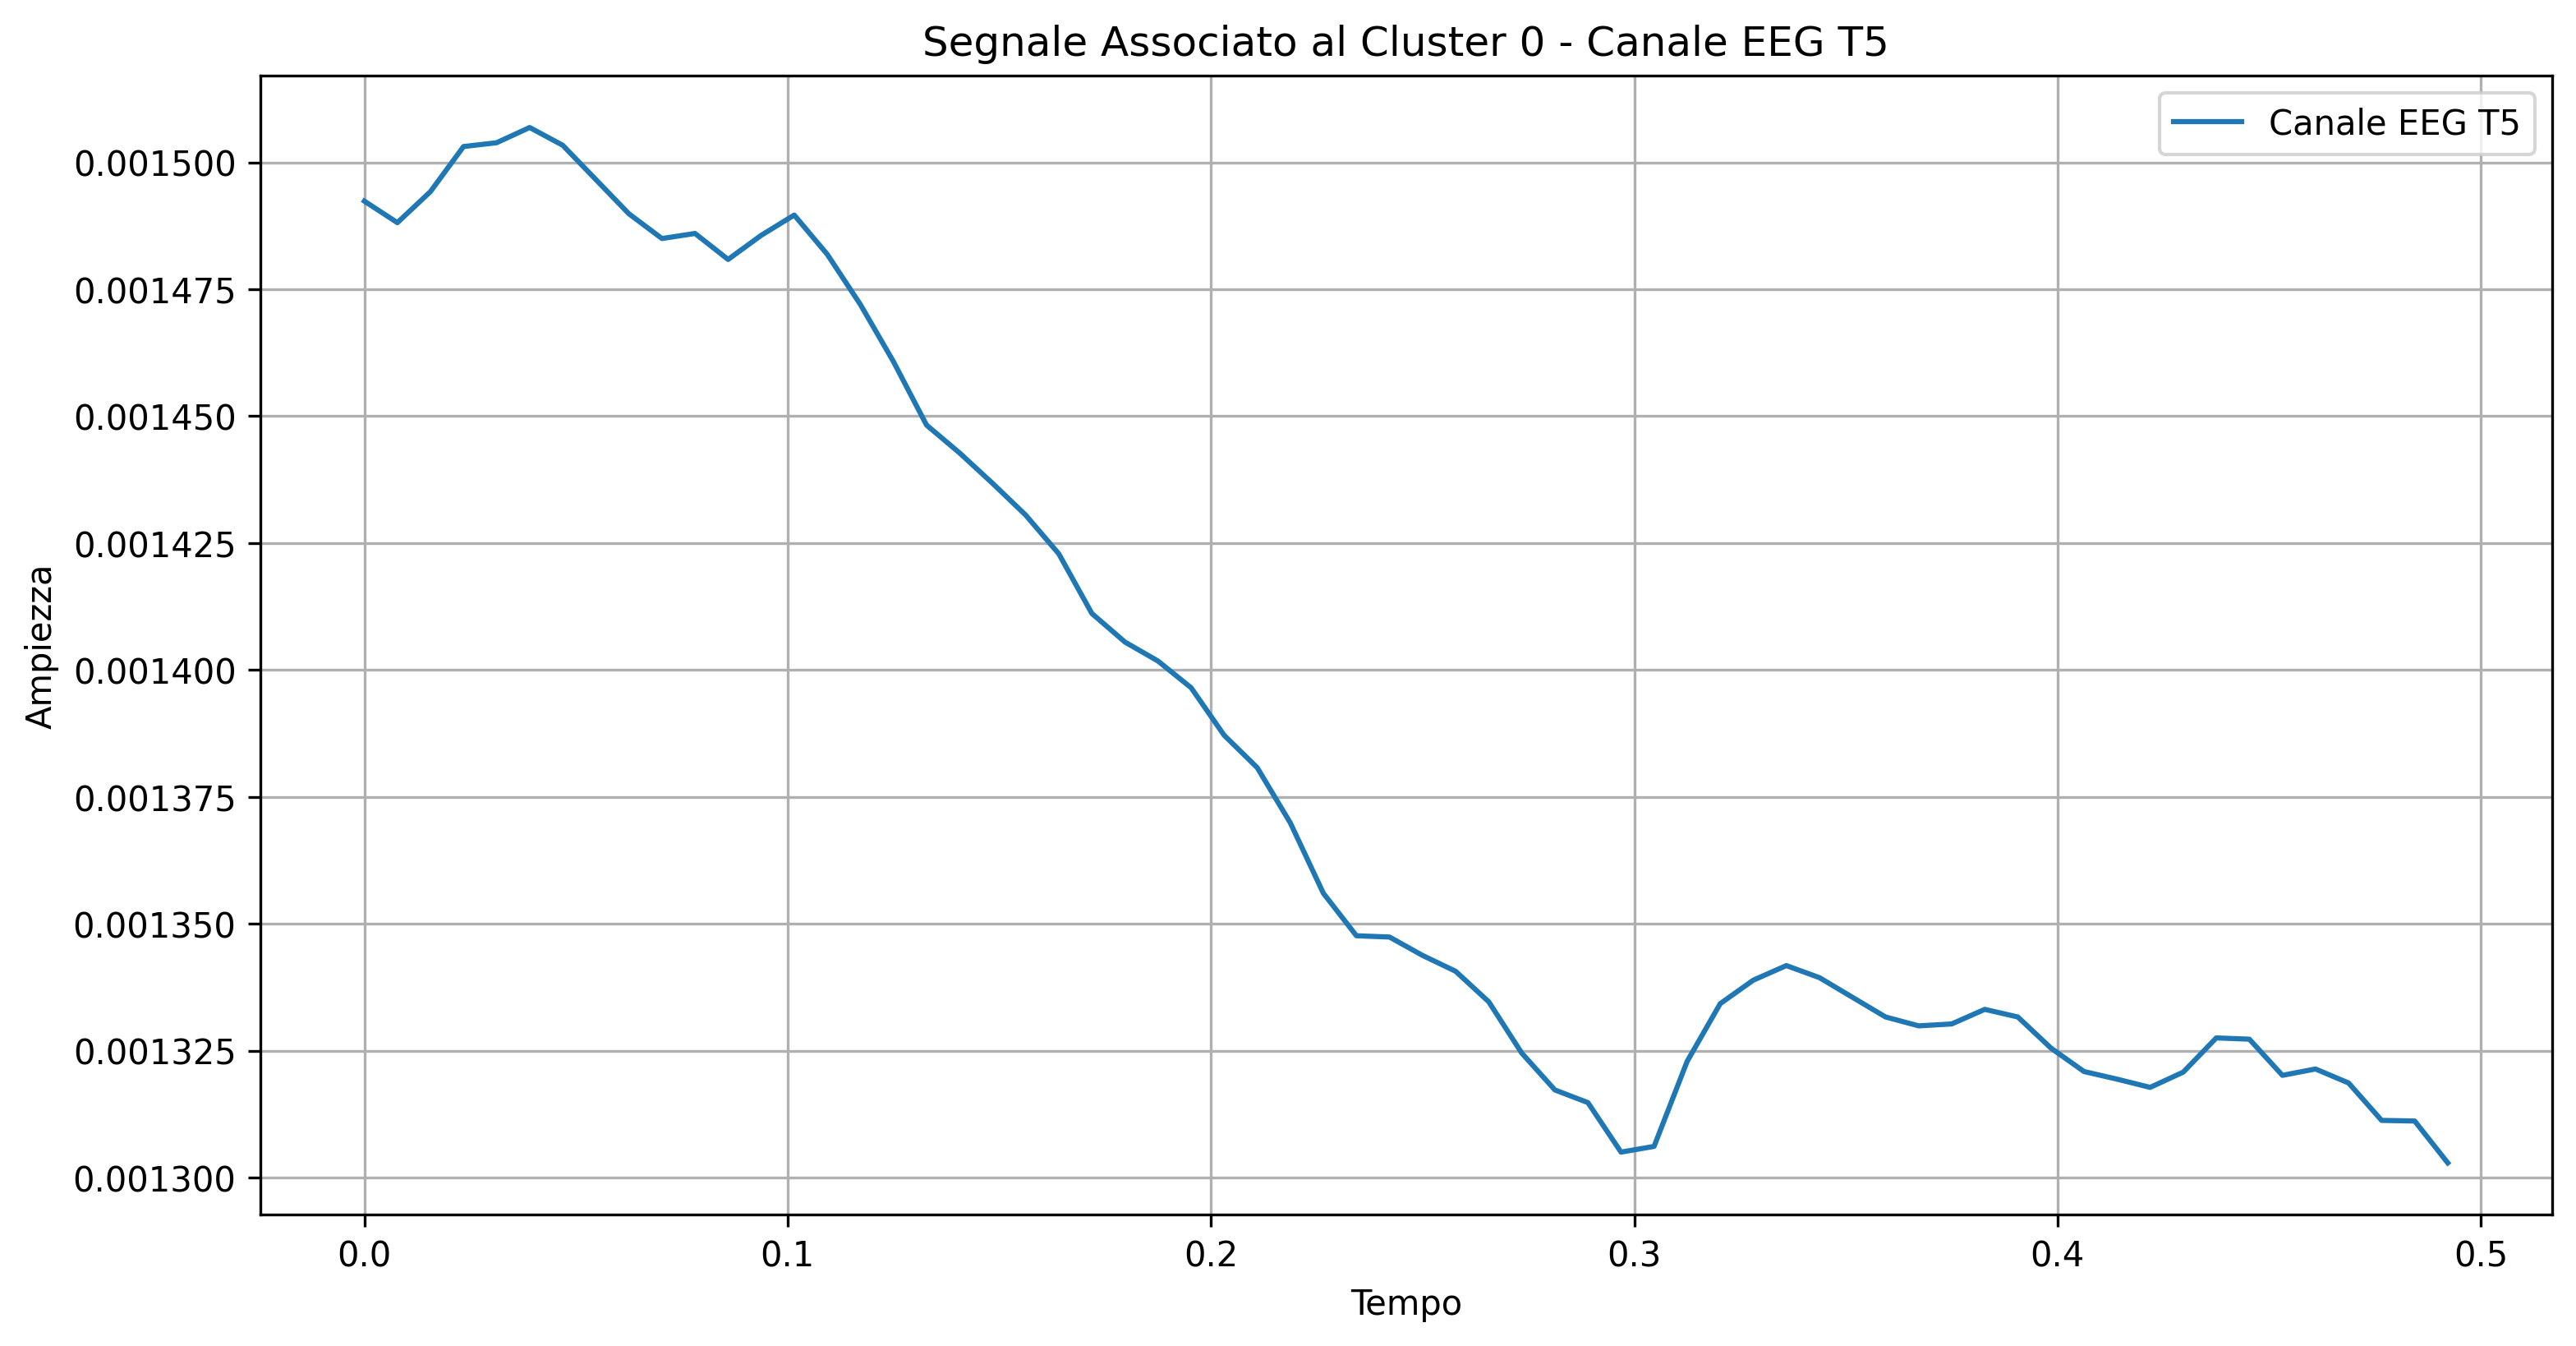 Segnale Associato al Cluster 0 - Canale EEG T5
Canale EEG T5
Ampiezza
0.001500
0.001475
0.001450
0.001425
0.001400
0.001375
0.001350
0.001325
0.001300
0.0 0.1 0.2 0.3 0.4 0.5
Tempo